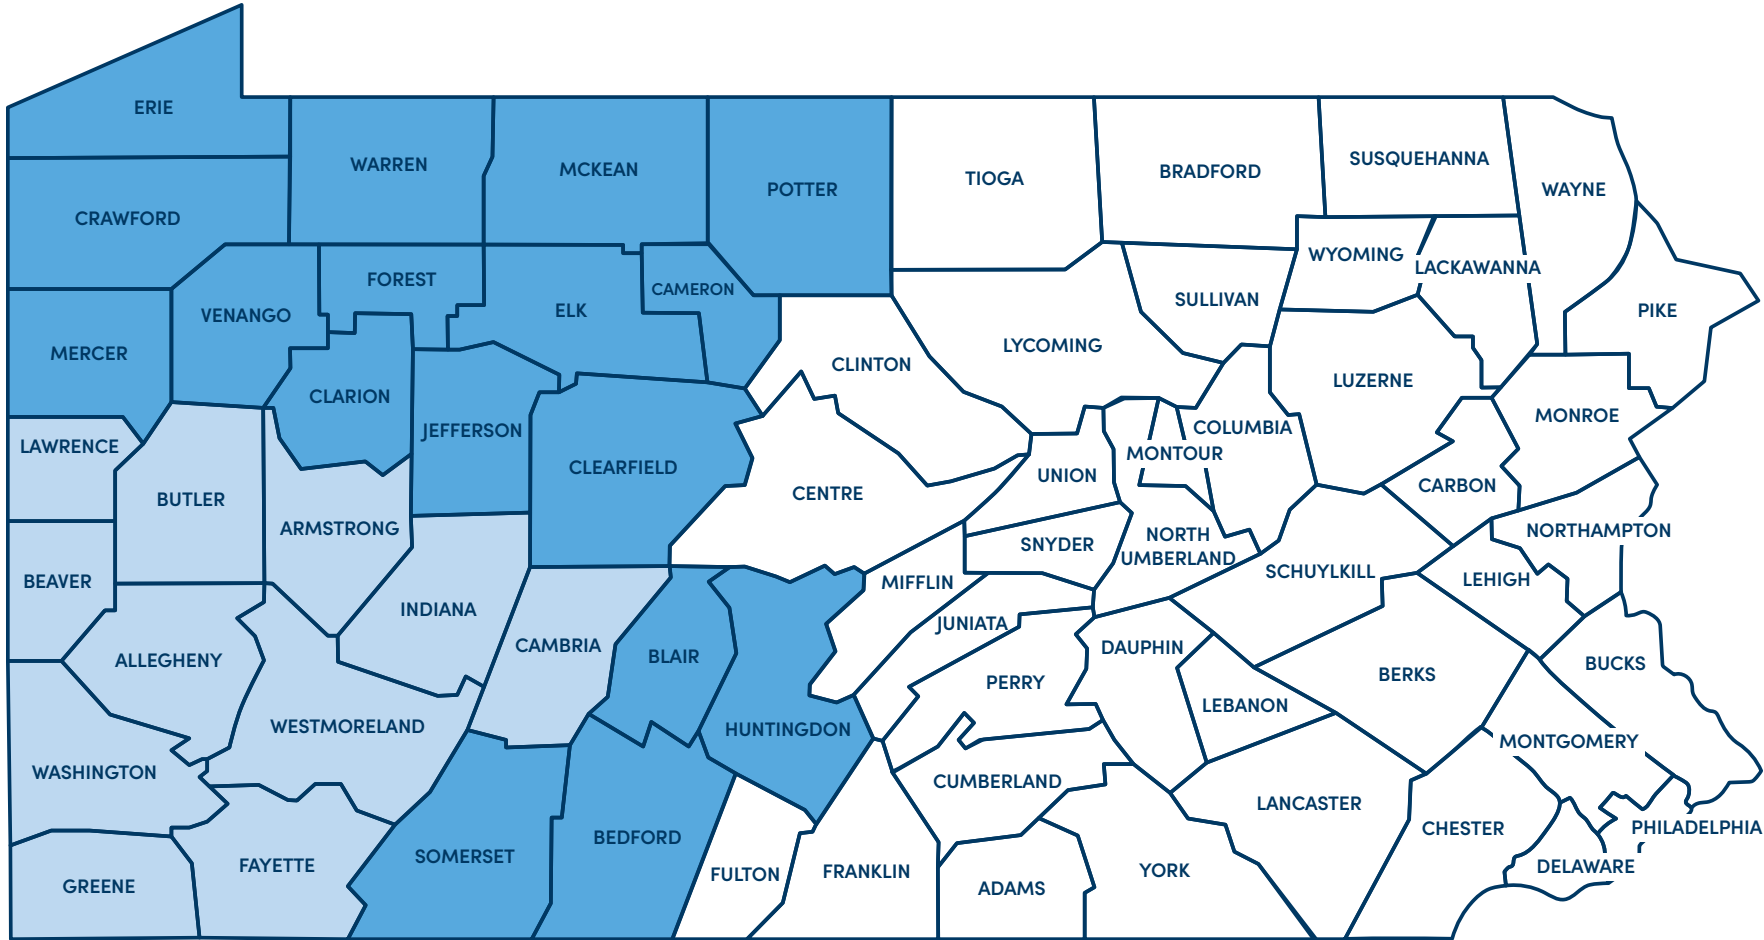 ERIE
WARREN
MCKEAN
POTTER
TIOGA
BRADFORD
SUSQUEHANNA
WAYNE
CRAWFORD
VENANGO
FOREST
ELK
CAMERON
WYOMING
LACKAWANNA
SULLIVAN
PIKE
MERCER
CLARION
JEFFERSON
CLEARFIELD
CLINTON
LYCOMING
LUZERNE
MONROE
COLUMBIA
MONTOUR
LAWRENCE
BUTLER
ARMSTRONG
CENTRE
UNION
CARBON
NORTHAMPTON
SNYDER
NORTH
UMBERLAND
SCHUYLKILL
LEHIGH
BEAVER
INDIANA
MIFFLIN
JUNIATA
ALLEGHENY
CAMBRIA
BLAIR
DAUPHIN
BERKS
BUCKS
PERRY
LEBANON
WESTMORELAND
HUNTINGDON
MONTGOMERY
WASHINGTON
CUMBERLAND
LANCASTER
CHESTER
PHILADELPHIA
GREENE
FAYETTE
SOMERSET
BEDFORD
FULTON
FRANKLIN
ADAMS
YORK
DELAWARE